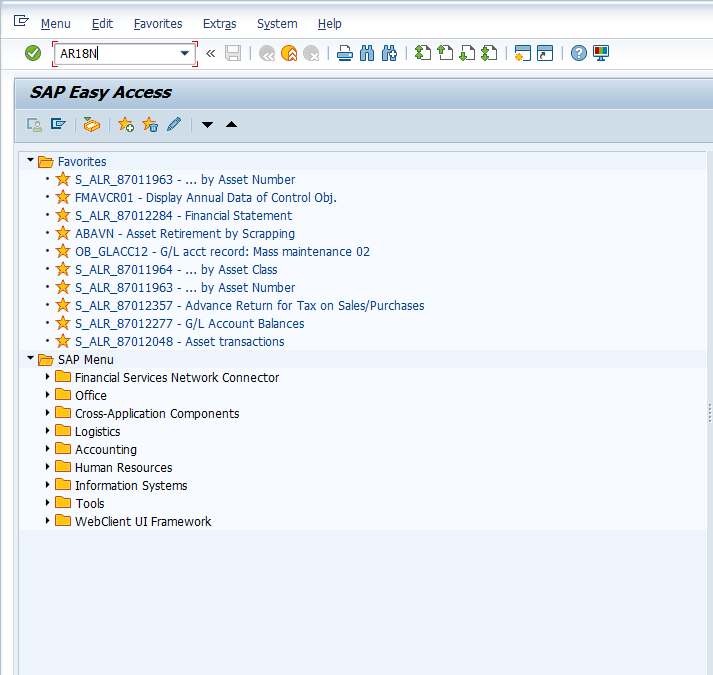 Menu Edit Favorites Extras System Help
AR18N
SAP Easy Access
Favorites
S_ALR_87011963 - ... by Asset Number
FMAVCR01 - Display Annual Data of Control Obj.
S_ALR_87012284 - Financial Statement
ABAVN - Asset Retirement by Scrapping
OB_GLACC12 - G/L acct record: Mass maintenance 02
S_ALR_87011964 - ... by Asset Class
S_ALR_87011963 - ... by Asset Number
S_ALR_87012357 - Advance Return for Tax on Sales/Purchases
S_ALR_87012277 - G/L Account Balances
S_ALR_87012048 - Asset transactions
SAP Menu
Financial Services Network Connector
Office
Cross-Application Components
Logistics
Accounting
Human Resources
Information Systems
Tools
WebClient UI Framework